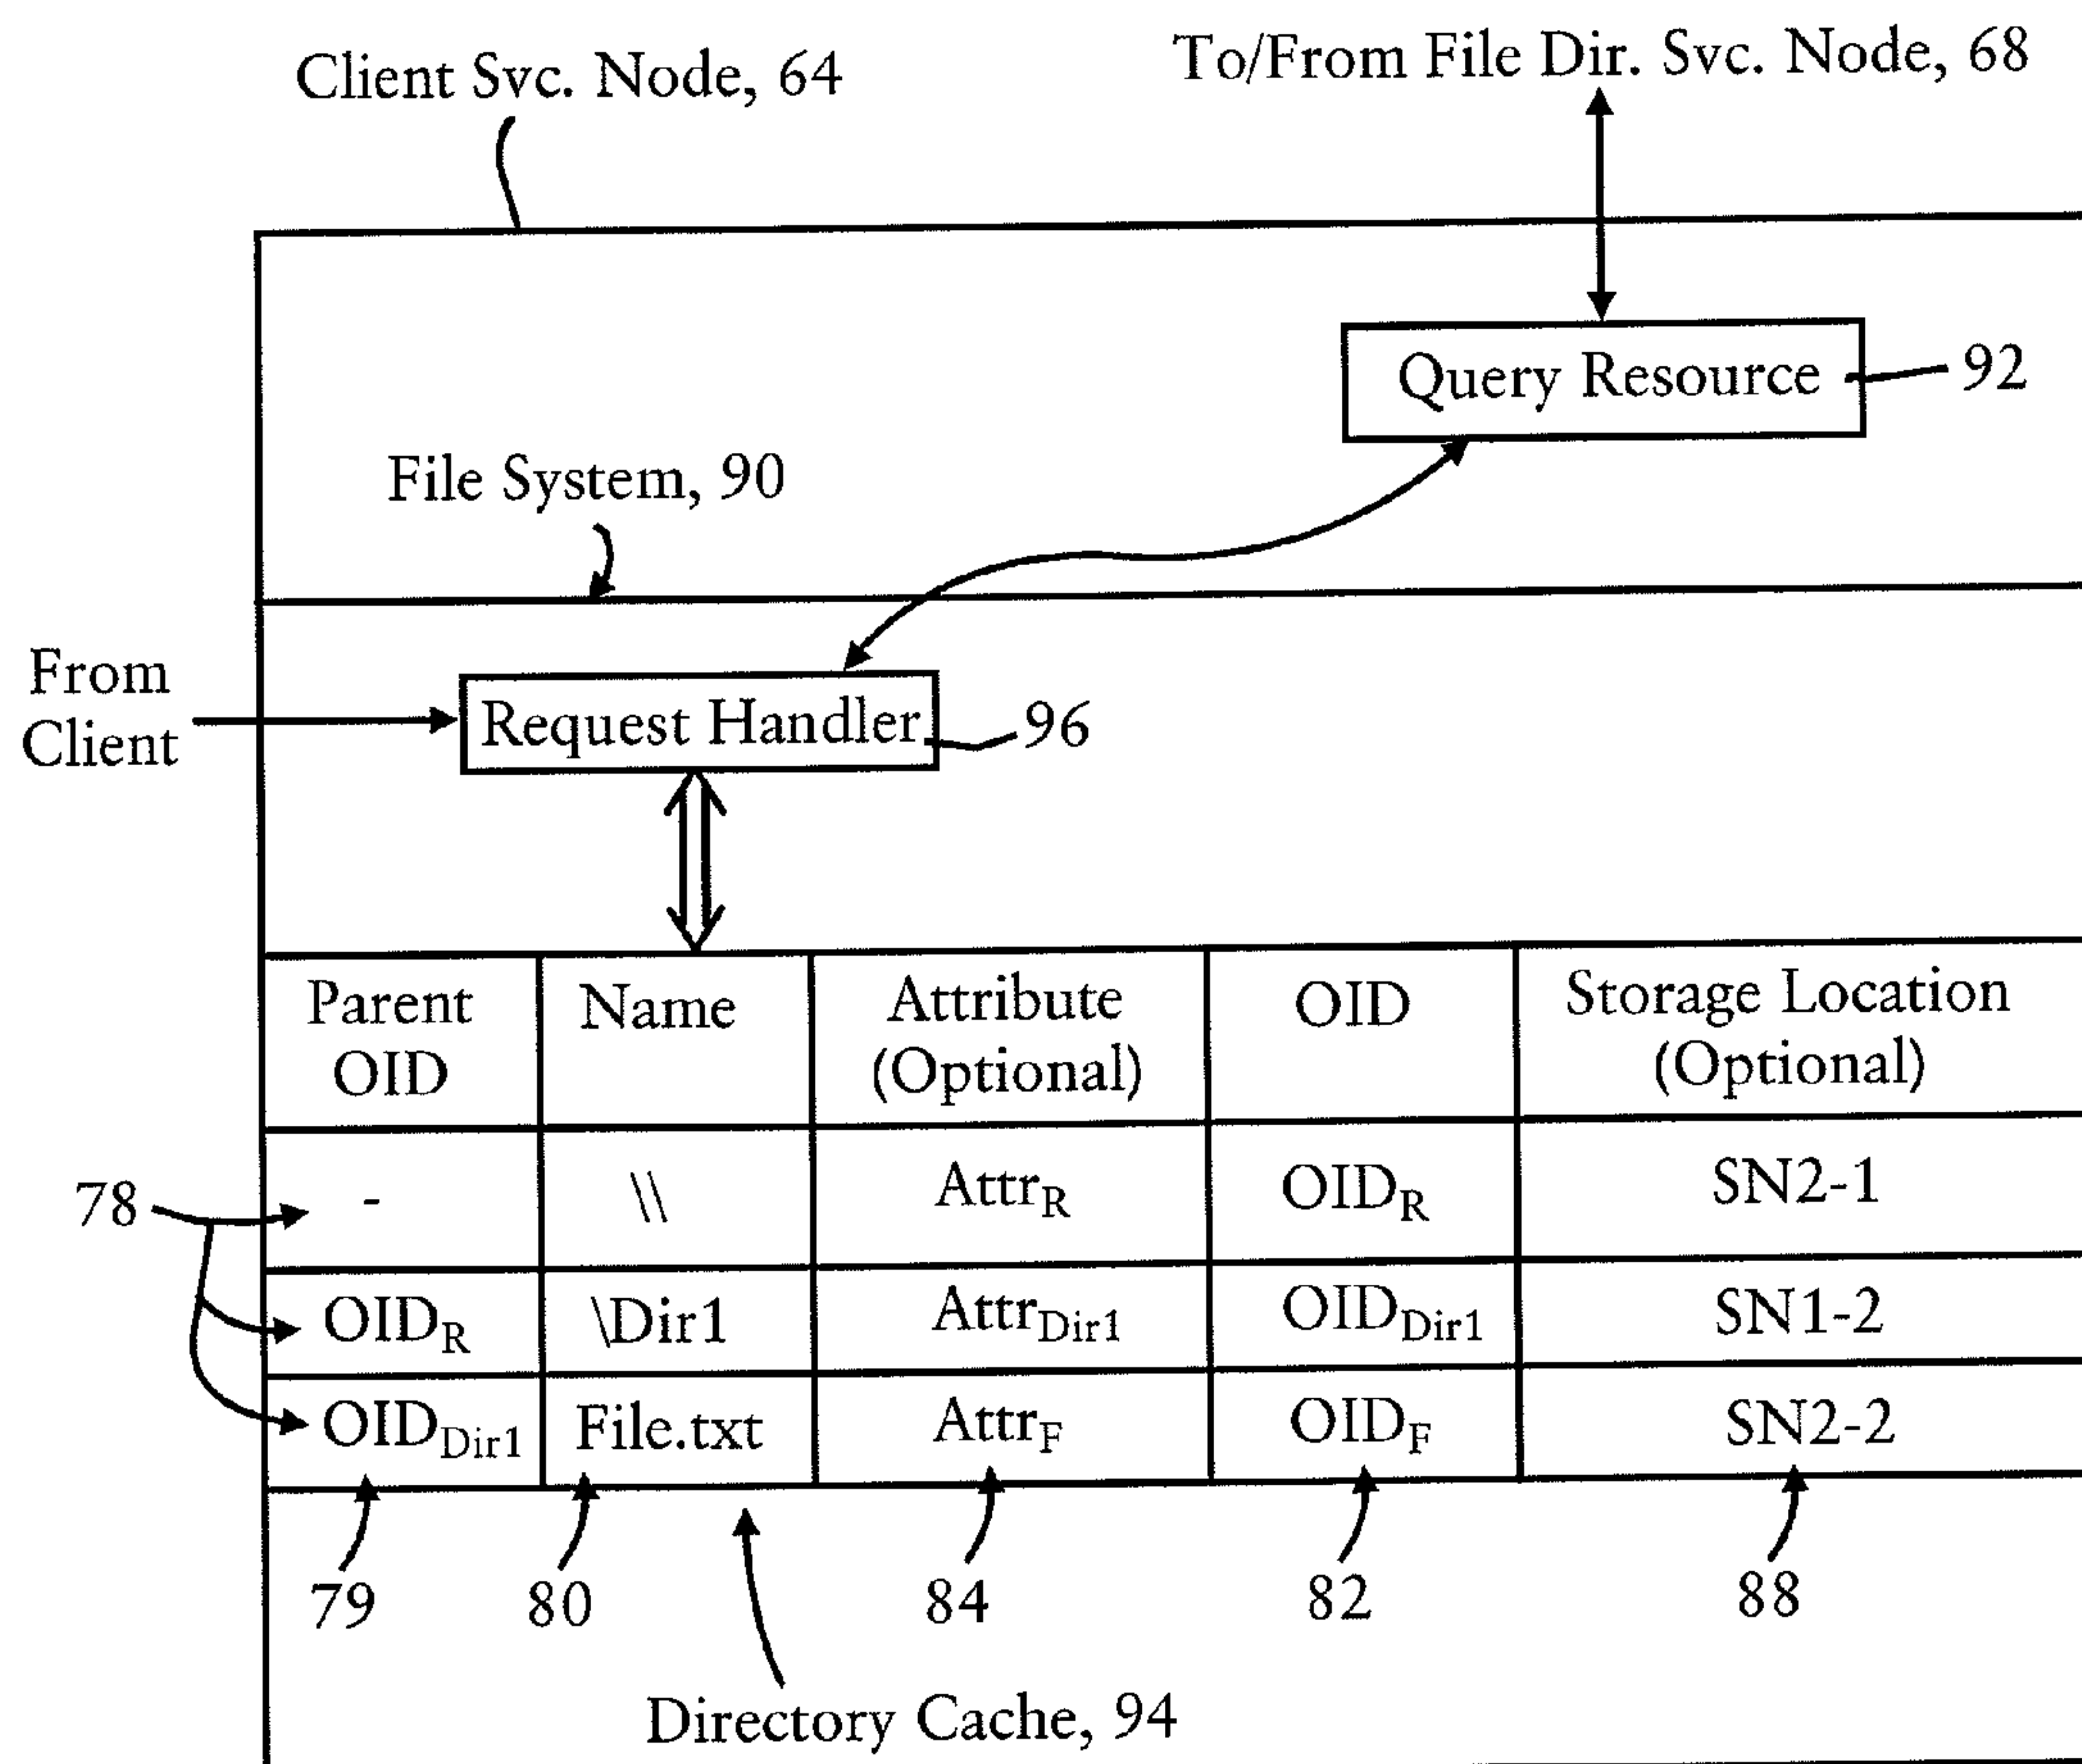 Client Svc. Node, 64
To/From File Dir. Svc. Node, 68
Query Resource
92
File System, 90
From
Client
Request Handler
96
Parent
OID
Name
Attribute
(Optional)
OID
Storage Location
(Optional)
78
-
\\
AttrR
OIDR
SN2-1
OIDR
\Dir1
AttrDir1
OIDDir1
SN1-2
OIDDir1
File.txt
AttrF
OIDF
SN2-2
79
80
84
82
88
Directory Cache, 94